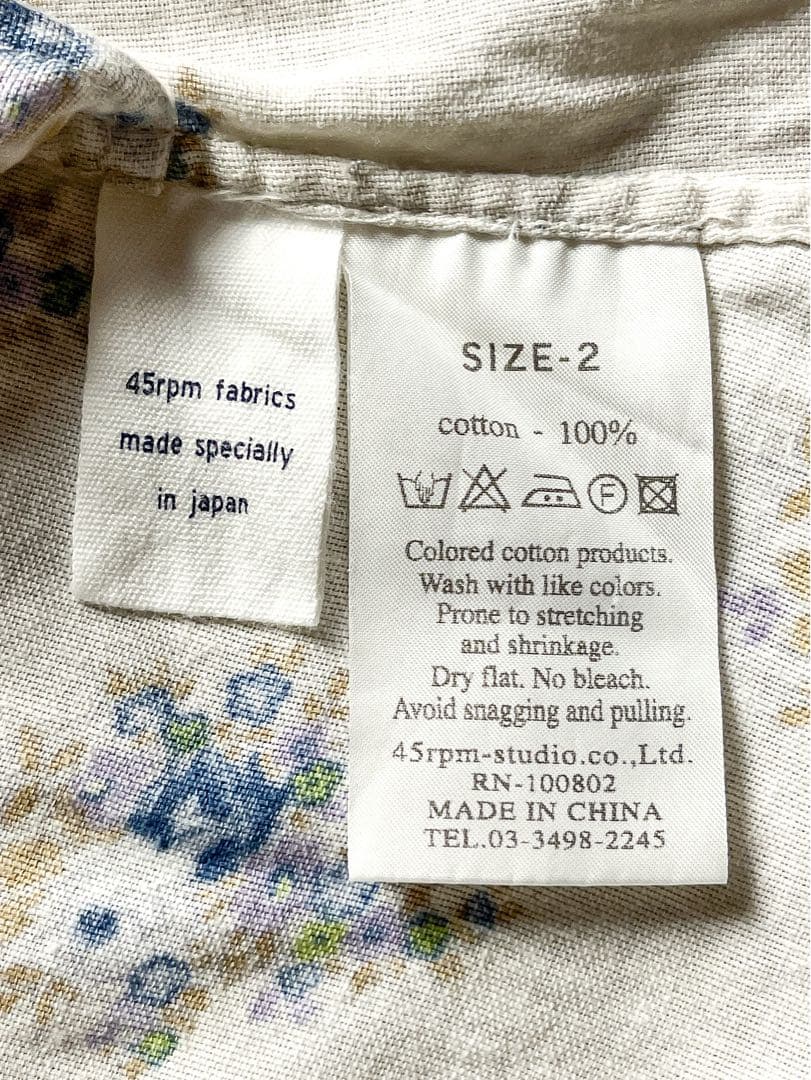 45rpm fabrics
made specially
in japan
SIZE-2
cotton - 100%
F
Colored cotton products.
Wash with like colors.
Prone to stretching
and shrinkage.
Dry flat. No bleach.
Avoid snagging and pulling.
45rpm-studio.co.,Ltd.
RN-100802
MADE IN CHINA
TEL.03-3498-2245